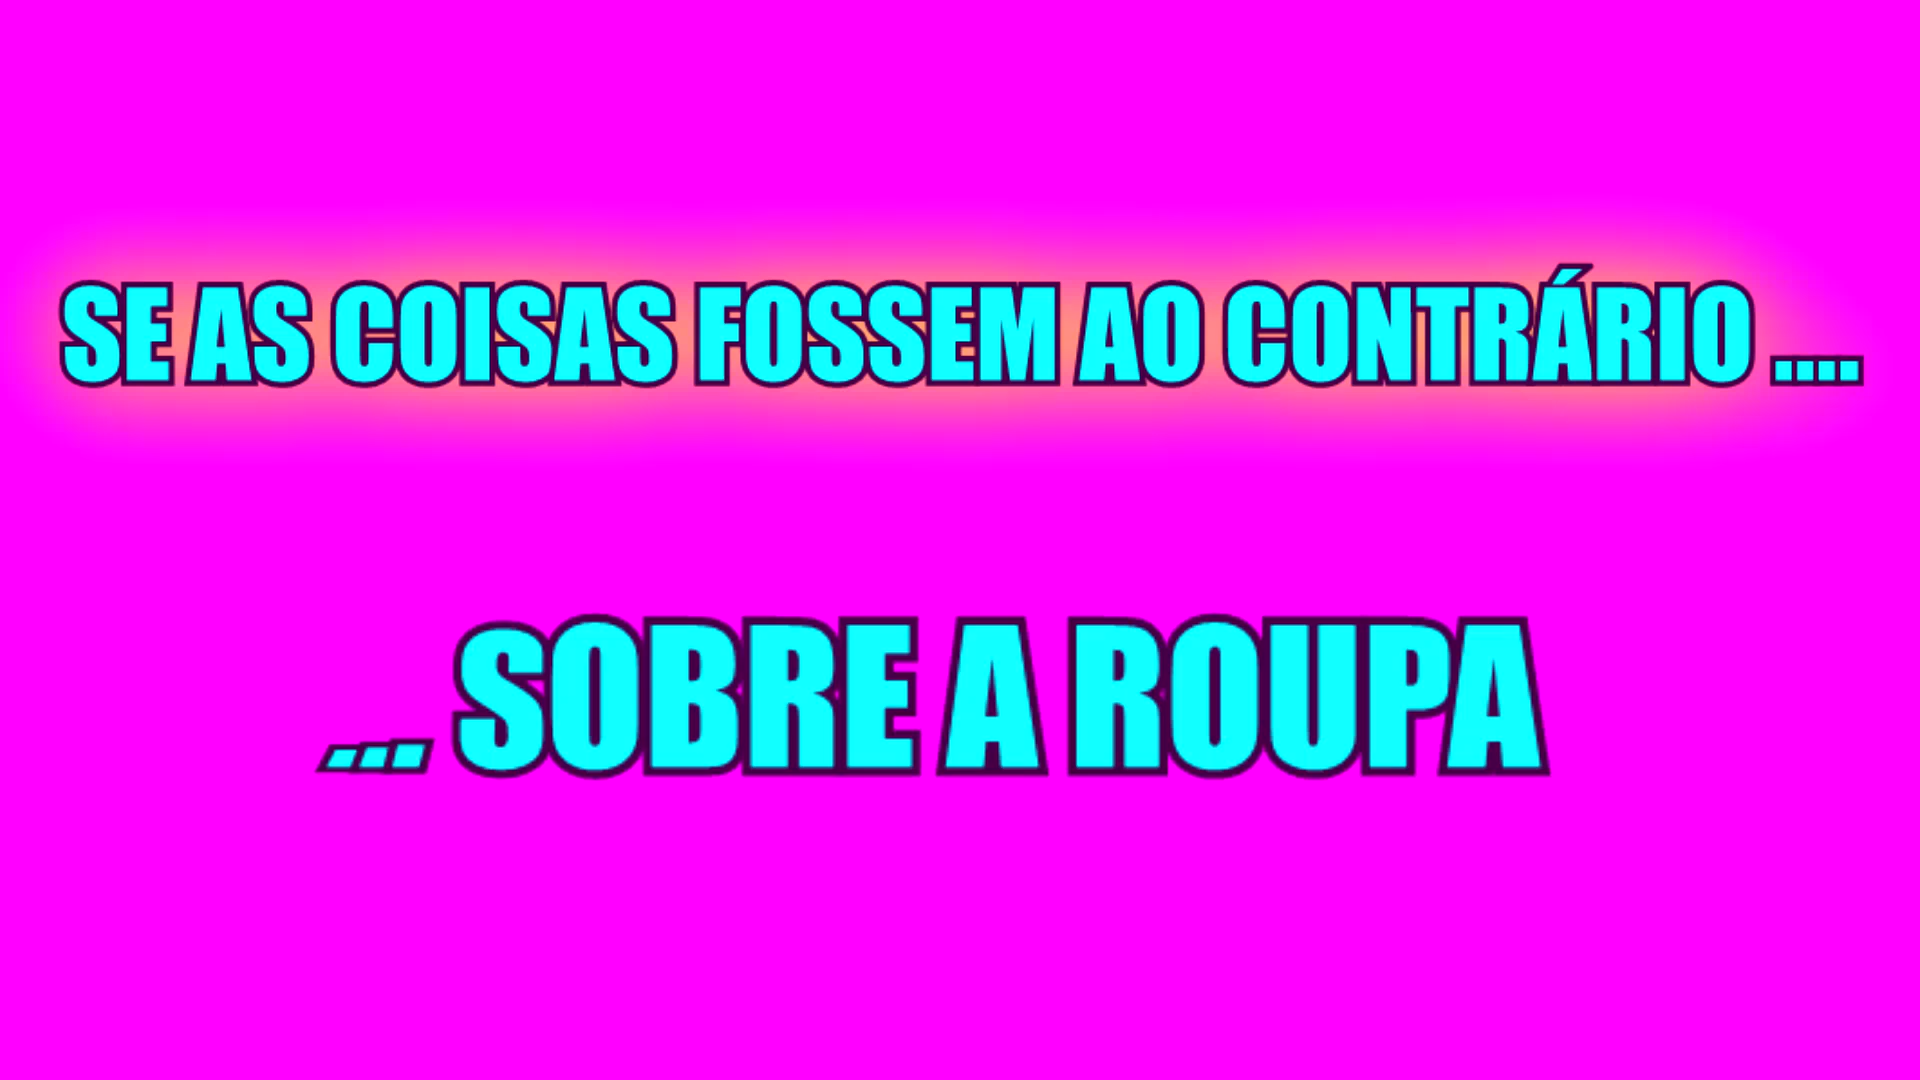 SE AS COISAS FOSSEM AO CONTRÁRIO ....
... SOBRE A ROUPA